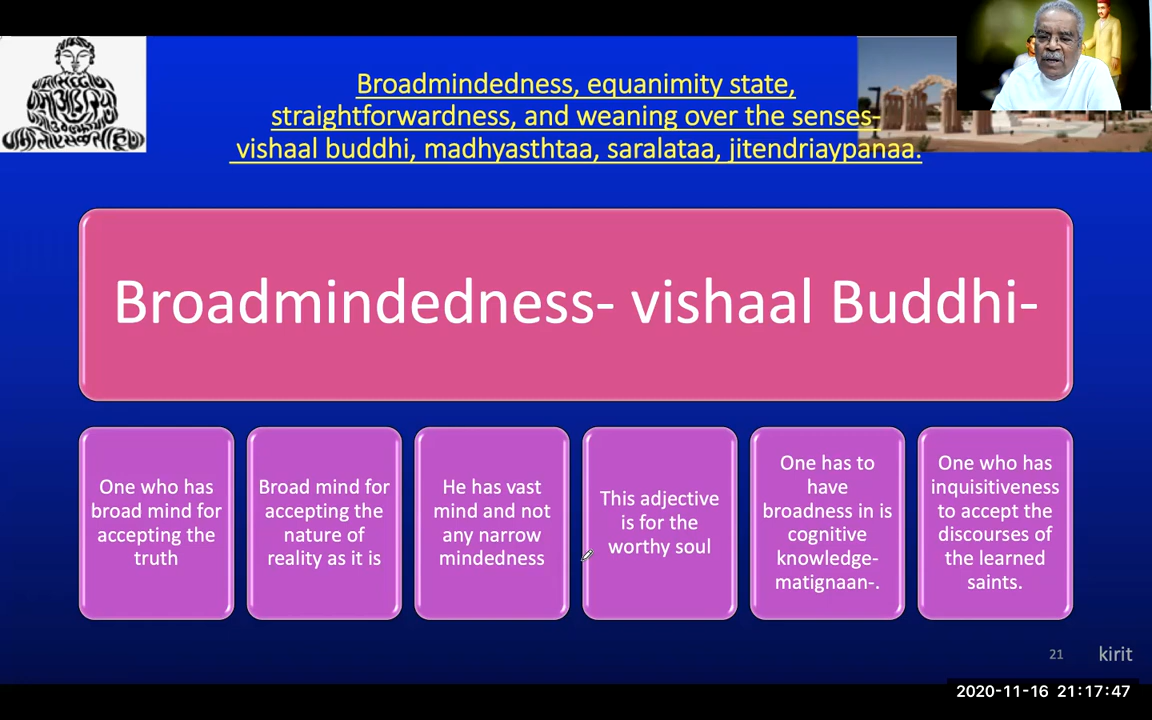 Broadmindedness, equanimity state,
straightforwardness, and weaning over the senses-
vishaal buddhi, madhyasthtaa, saralataa, jitendriaypanaa.
Broadmindedness- vishaal Buddhi-
One who has
broad mind for
accepting the
truth
Broad mind for
accepting the
nature of
reality as it is
He has vast
mind and not
any narrow
mindedness
This adjective
is for the
worthy soul
One has to
have
broadness in is
cognitive
knowledge-
matignaan-.
One who has
inquisitiveness
to accept the
discourses of
the learned
saints.
21
kirit
2020-11-16 21:17:47